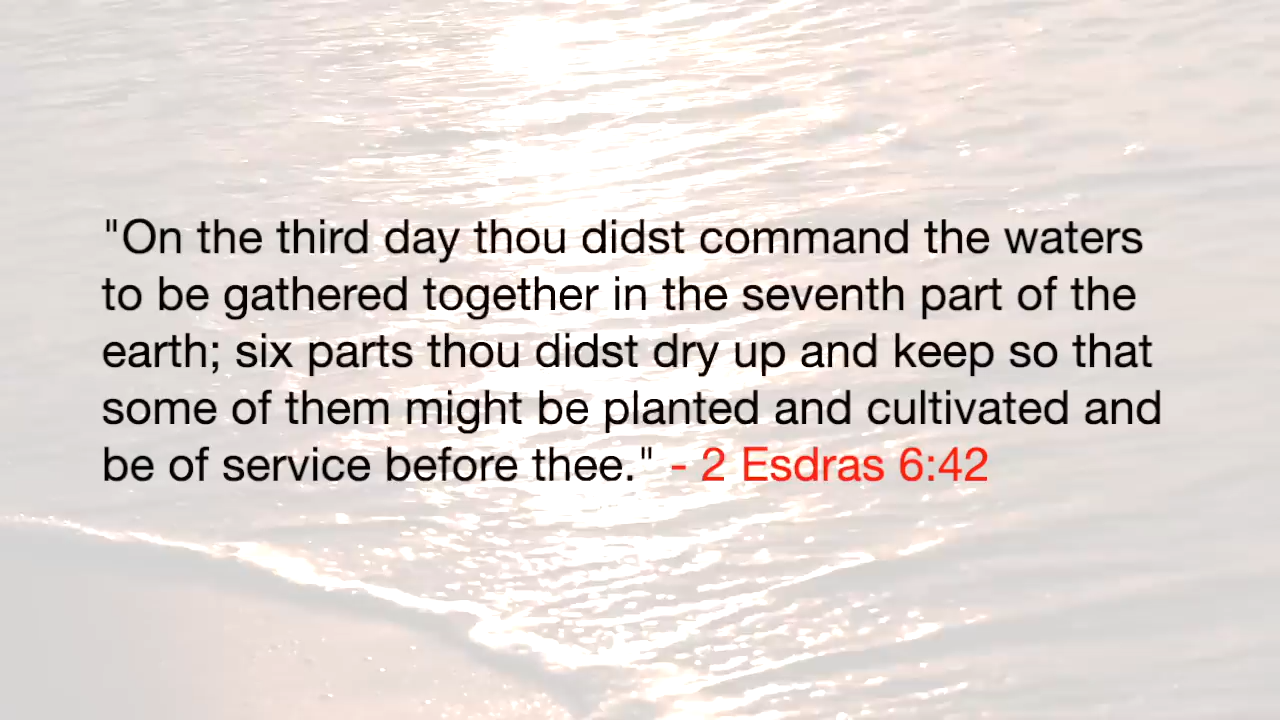 "On the third day thou didst command the waters
to be gathered together in the seventh part of the
earth; six parts thou didst dry up and keep so that
some of them might be planted and cultivated and
be of service before thee." - 2 Esdras 6:42